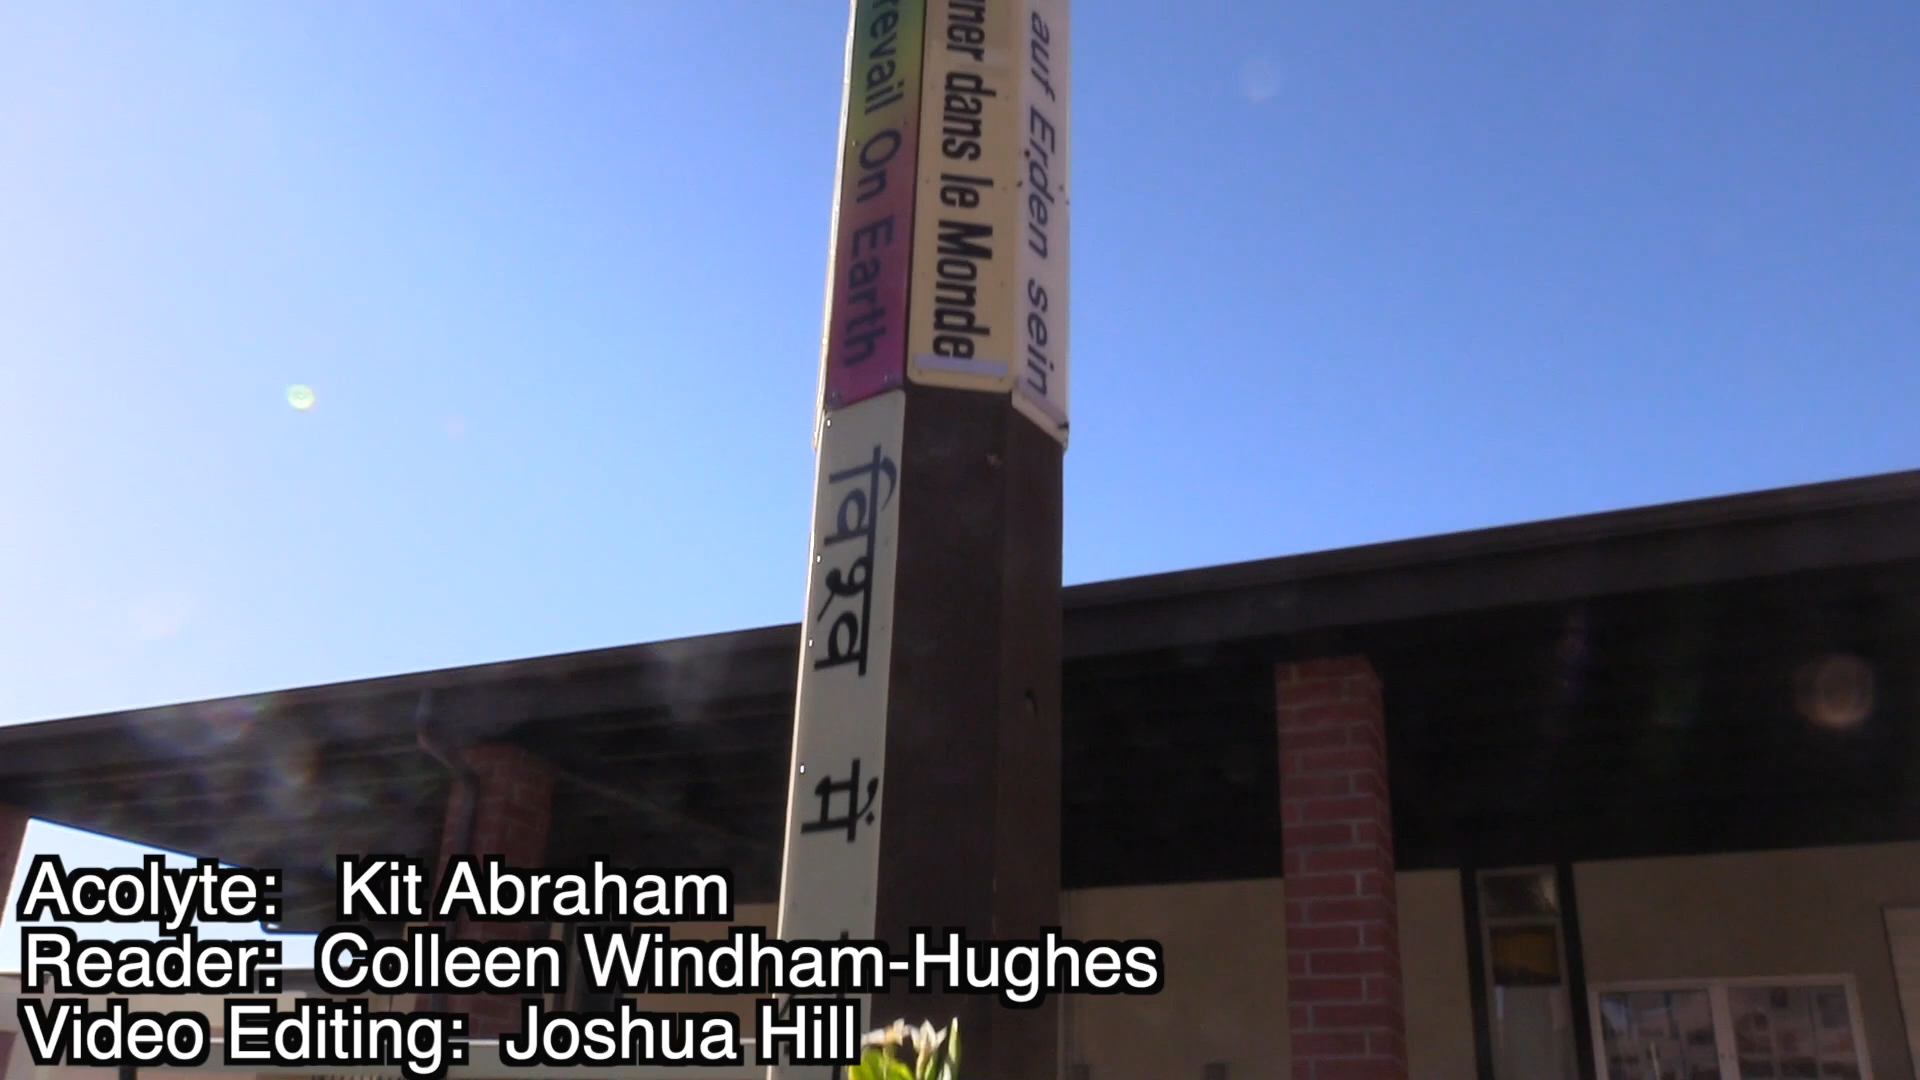 revail On Earth
dans le Monde
auf Erden sein
विश्व में
Acolyte: Kit Abraham
Reader: Colleen Windham-Hughes
Video Editing: Joshua Hill